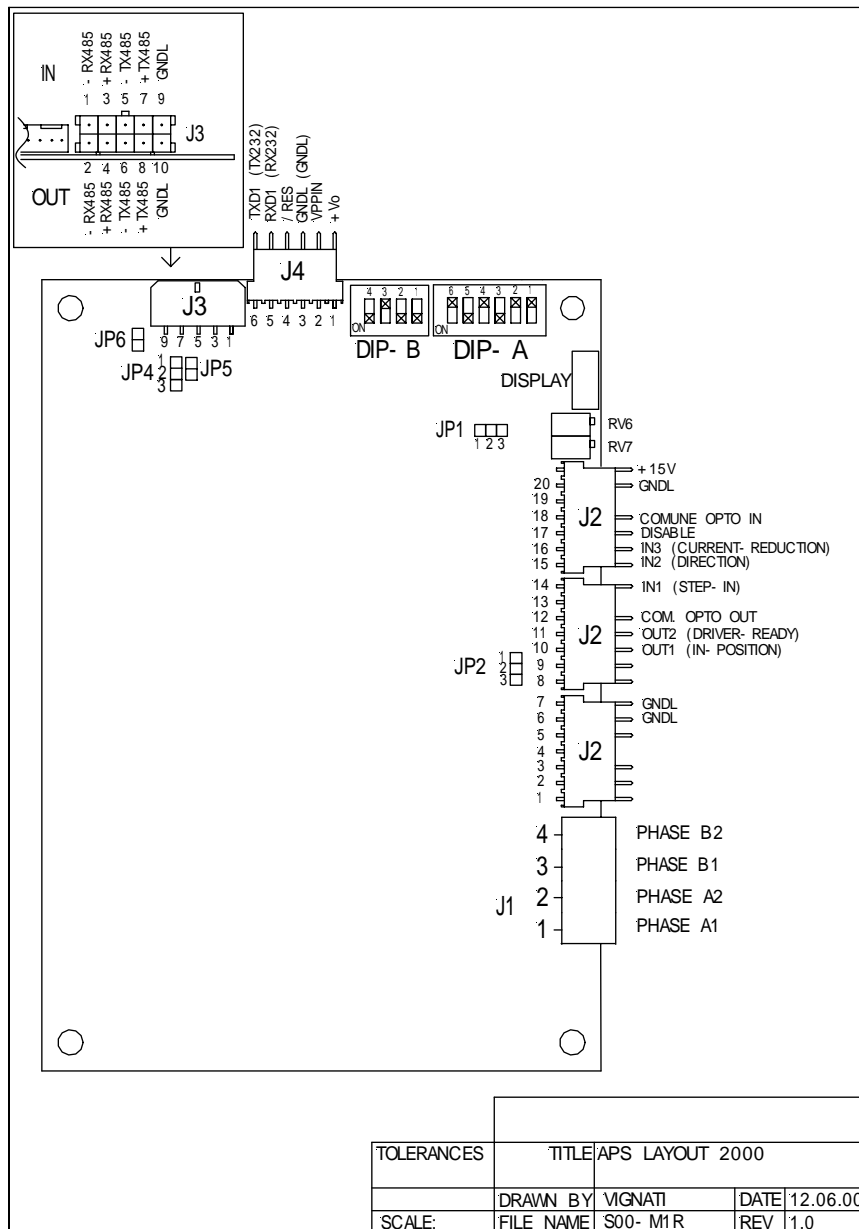 - RX485
+ RX485
- TX485
+ TX485
GNDL
IN
1 3 5 7 9
J3
2 4 6 8 10
OUT
- RX485
+ RX485
- TX485
+ TX485
GNDL
TXD1 (TX232)
RXD1 (RX232)
/ RES
GNDL (GNDL)
VPPIN
+ Vo
J3
J4
9 7 5 3 1
6 5 4 3 2 1
4 3 2 1
ON
DIP- B
6 5 4 3 2 1
ON
DIP- A
JP6
JP4
1
2
3
JP5
DISPLAY
JP1
1 2 3
RV6
RV7
+ 15V
20 GNDL
19
18 COMUNE OPTO IN
17 DISABLE
16 IN3 (CURRENT- REDUCTION)
15 IN2 (DIRECTION)
J2
14 IN1 (STEP- IN)
13
12 COM. OPTO OUT
11 OUT2 (DRIVER- READY)
10 OUT1 (IN- POSITION)
9
8
J2
JP2
1
2
3
7 GNDL
6 GNDL
5
4
3
2
1
J2
J1
4 PHASE B2
3 PHASE B1
2 PHASE A2
1 PHASE A1
TOLERANCES TITLE APS LAYOUT 2000
DRAWN BY VIGNATI DATE 12.06.00
SCALE: FILE NAME S00- M1R REV 1.0